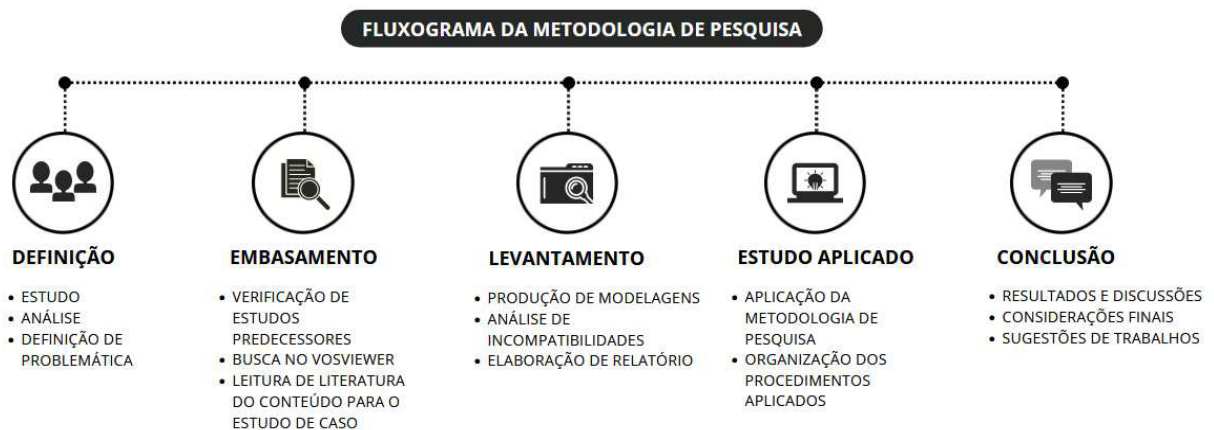 FLUXOGRAMA DA METODOLOGIA DE PESQUISA
DEFINIÇÃO
• ESTUDO
• ANÁLISE
• DEFINIÇÃO DE
PROBLEMÁTICA
EMBASAMENTO
• VERIFICAÇÃO DE
ESTUDOS
PREDECESSORES
• BUSCA NO VOSVIEWER
• LEITURA DE LITERATURA
DO CONTEÚDO PARA O
ESTUDO DE CASO
LEVANTAMENTO
• PRODUÇÃO DE MODELAGENS
• ANÁLISE DE
INCOMPATIBILIDADES
• ELABORAÇÃO DE RELATÓRIO
ESTUDO APLICADO
• APLICAÇÃO DA
METODOLOGIA DE
PESQUISA
• ORGANIZAÇÃO DOS
PROCEDIMENTOS
APLICADOS
CONCLUSÃO
• RESULTADOS E DISCUSSÕES
• CONSIDERAÇÕES FINAIS
• SUGESTÕES DE TRABALHOS